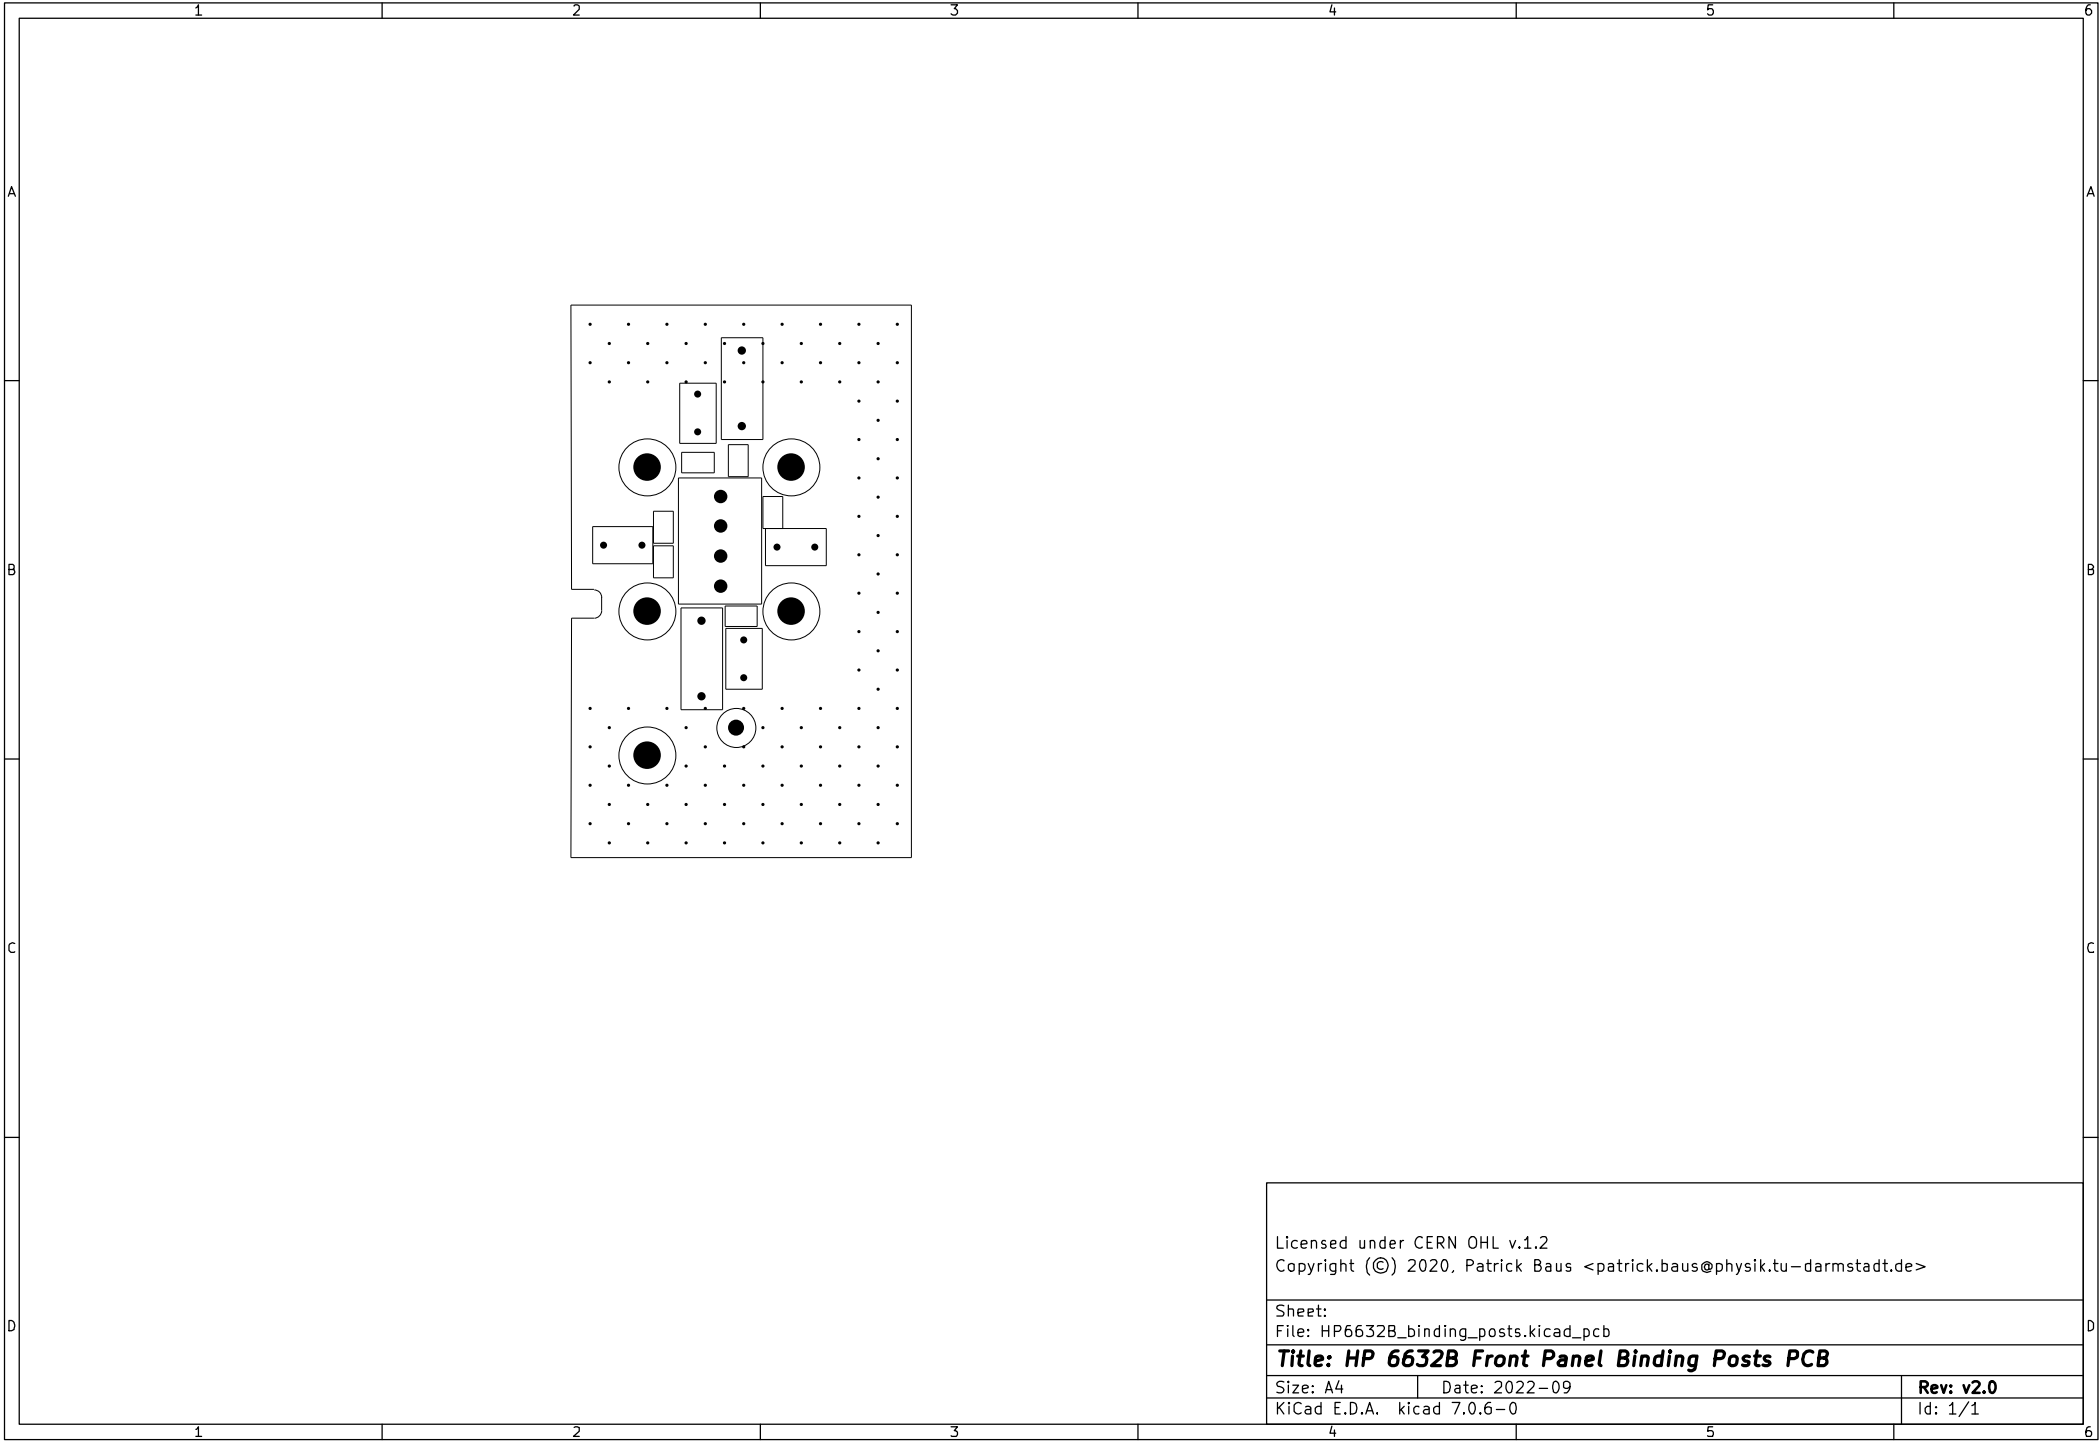 1 2 3 4 5 6
A A
B B
C C
Licensed under CERN OHL v.1.2
Copyright (©) 2020, Patrick Baus <patrick.baus@physik.tu-darmstadt.de>
Sheet:
D D
File: HP6632B_binding_posts.kicad_pcb
Title: HP 6632B Front Panel Binding Posts PCB
Size: A4 Date: 2022-09 Rev: v2.0
KiCad E.D.A. kicad 7.0.6-0 Id: 1/1
1 2 3 4 5 6